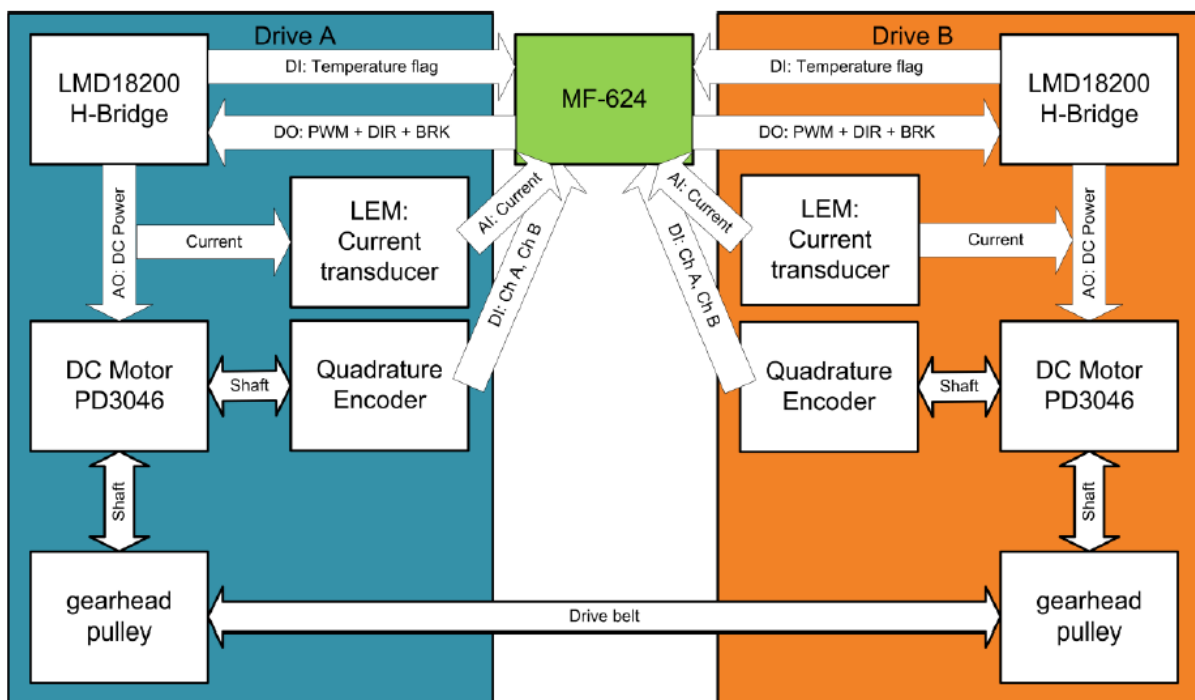 Drive A
LMD18200
H-Bridge
DI: Temperature flag
DO: PWM + DIR + BRK
AO: DC Power
Current
LEM:
Current
transducer
AI: Current
DI: Ch A, Ch B
DC Motor
PD3046
Shaft
Quadrature
Encoder
Shaft
gearhead
pulley
MF-624
Drive belt
Drive B
DI: Temperature flag
LMD18200
H-Bridge
DO: PWM + DIR + BRK
AI: Current
DI: Ch A, Ch B
LEM:
Current
transducer
Current
AO: DC Power
Quadrature
Encoder
Shaft
DC Motor
PD3046
Shaft
gearhead
pulley